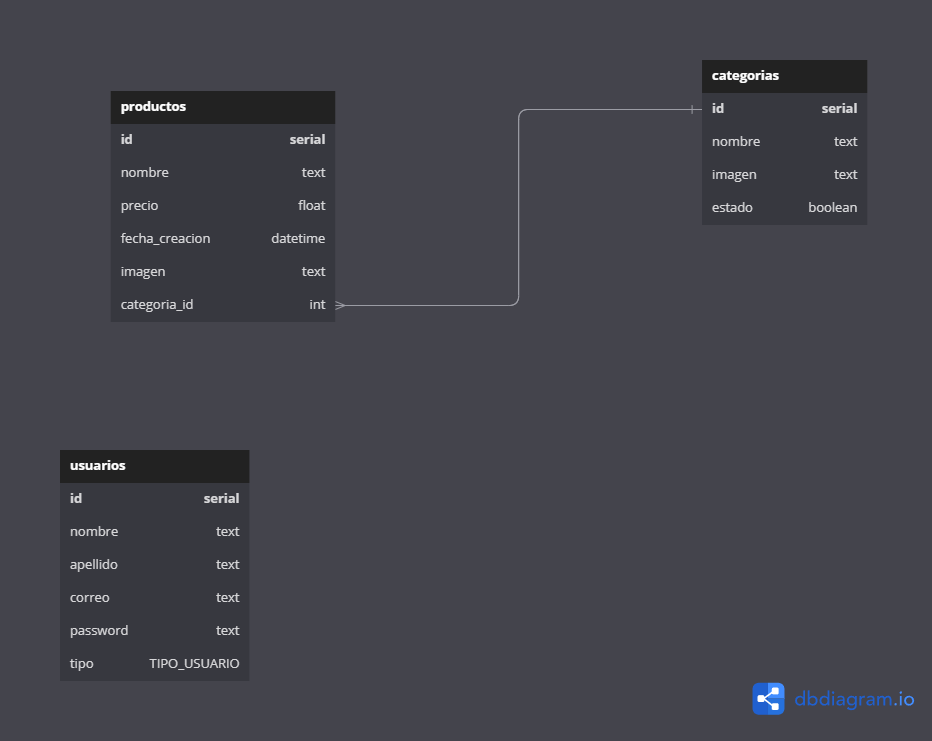 productos
id serial
nombre text
precio float
fecha_creacion datetime
imagen text
categoria_id int
categorias
id serial
nombre text
imagen text
estado boolean
usuarios
id serial
nombre text
apellido text
correo text
password text
tipo TIPO_USUARIO
dbdiagram.io